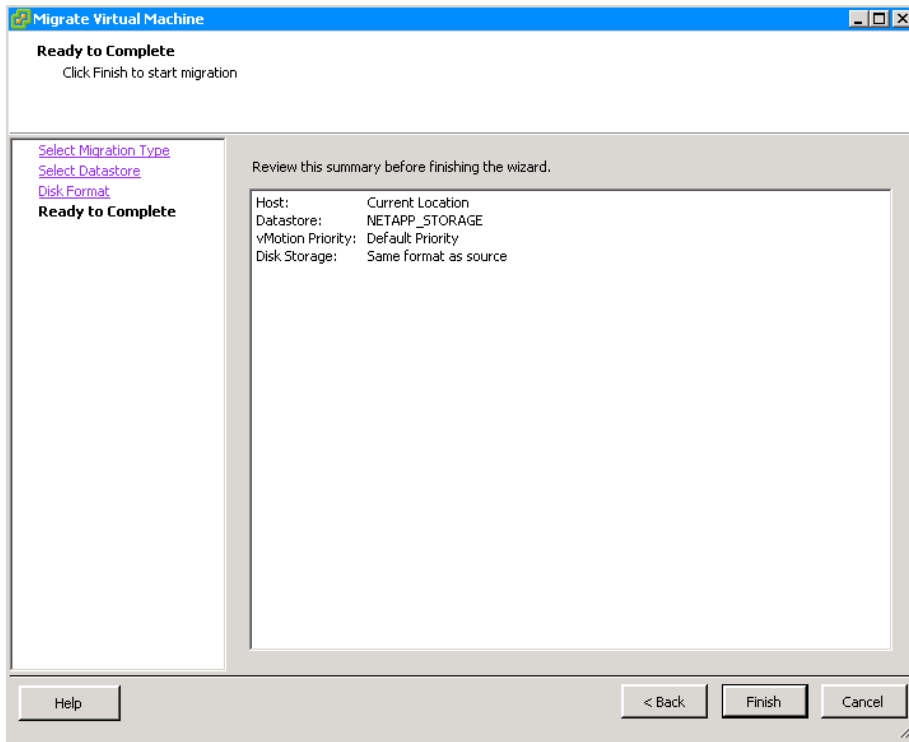 Migrate Virtual Machine
Ready to Complete
Click Finish to start migration
Select Migration Type
Select Datastore
Disk Format
Ready to Complete
Review this summary before finishing the wizard.
Host: Current Location
Datastore: NETAPP_STORAGE
vMotion Priority: Default Priority
Disk Storage: Same format as source
Help
< Back
Finish
Cancel